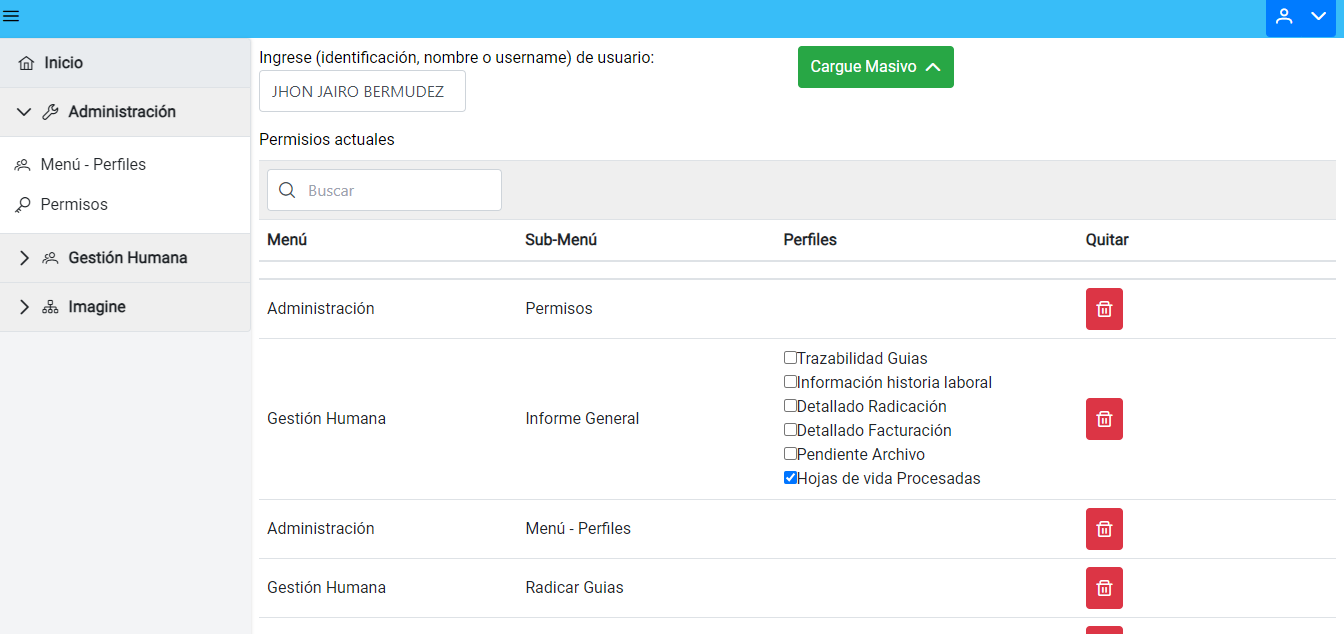 Inicio
Administración
Menú - Perfiles
Permisos
Gestión Humana
Imagine
Ingrese (identificación, nombre o username) de usuario:
JHON JAIRO BERMUDEZ
Cargue Masivo
Permisios actuales
Buscar
Menú Sub-Menú Perfiles Quitar
Administración Permisos
Trazabilidad Guias
Información historia laboral
Detallado Radicación
Gestión Humana Informe General
Detallado Facturación
Pendiente Archivo
Hojas de vida Procesadas
Administración Menú - Perfiles
Gestión Humana Radicar Guias